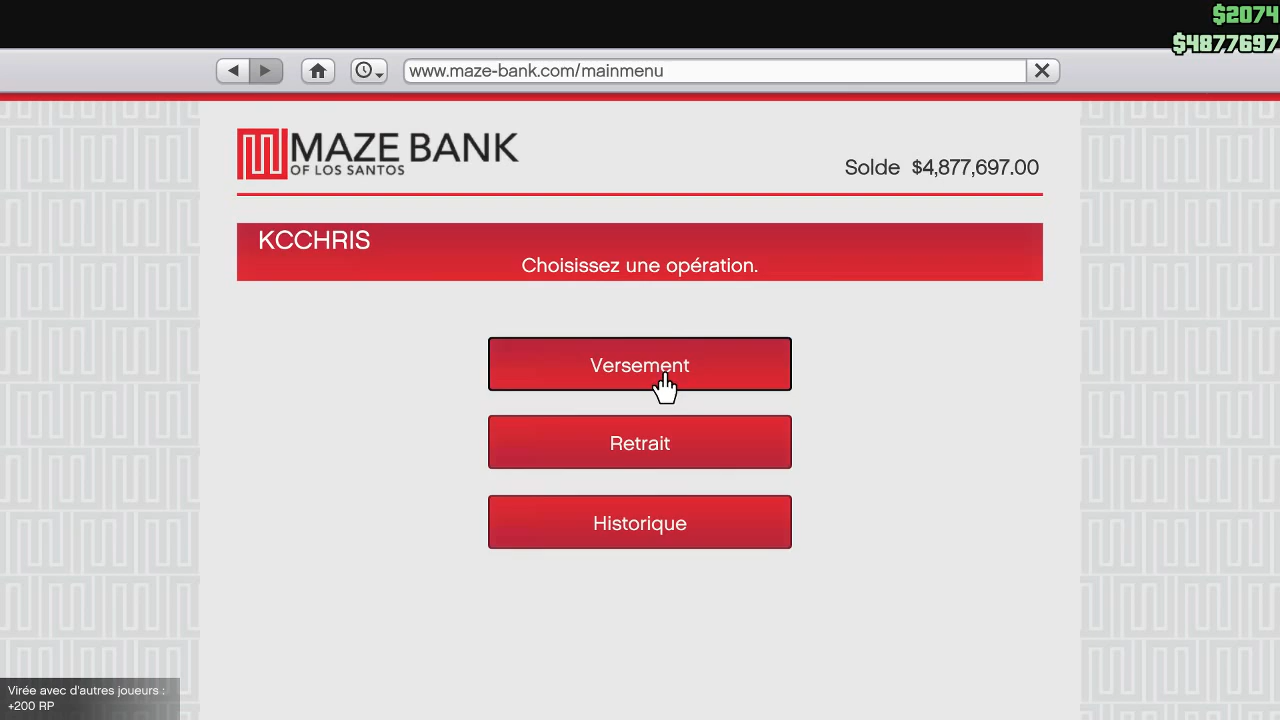 $2074
$4877697
www.maze-bank.com/mainmenu
MAZE BANK
OF LOS SANTOS
Solde $4,877,697.00
KCCHRIS
Choisissez une opération.
Versement
Retrait
Historique
Virée avec d'autres joueurs :
+200 RP